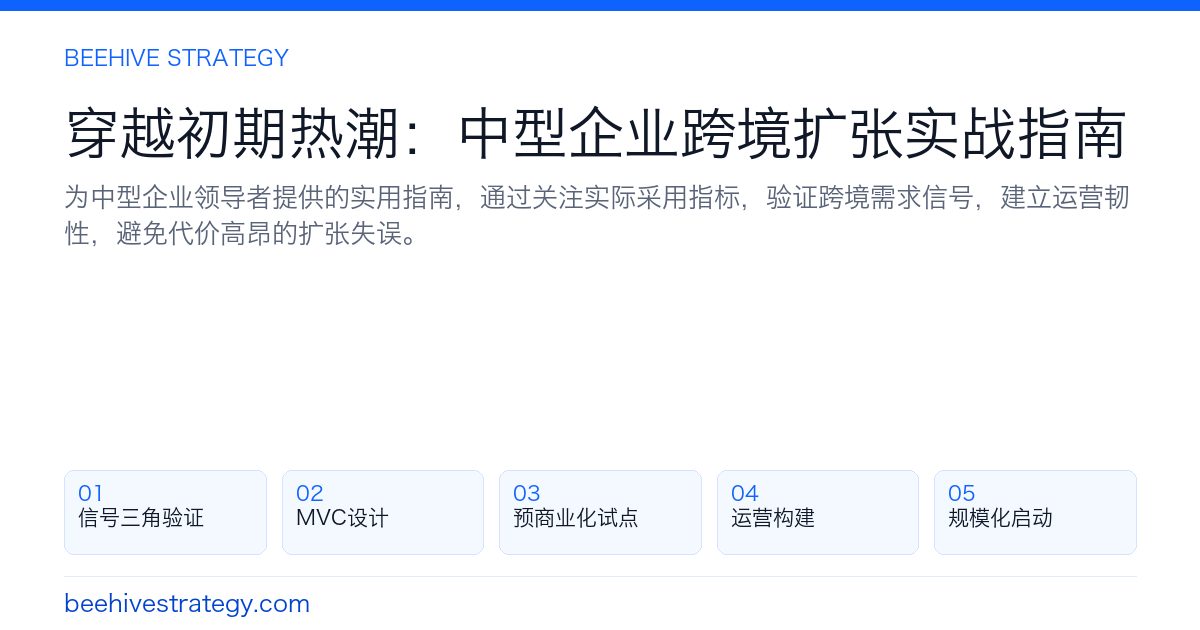 BEEHIVE STRATEGY
穿越初期热潮：中型企业跨境扩张实战指南
为中型企业领导者提供的实用指南，通过关注实际采用指标，验证跨境需求信号，建立运营韧
性，避免代价高昂的扩张失误。
01
信号三角验证
02
MVC设计
03
预商业化试点
04
运营构建
05
规模化启动
beehivestrategy.com